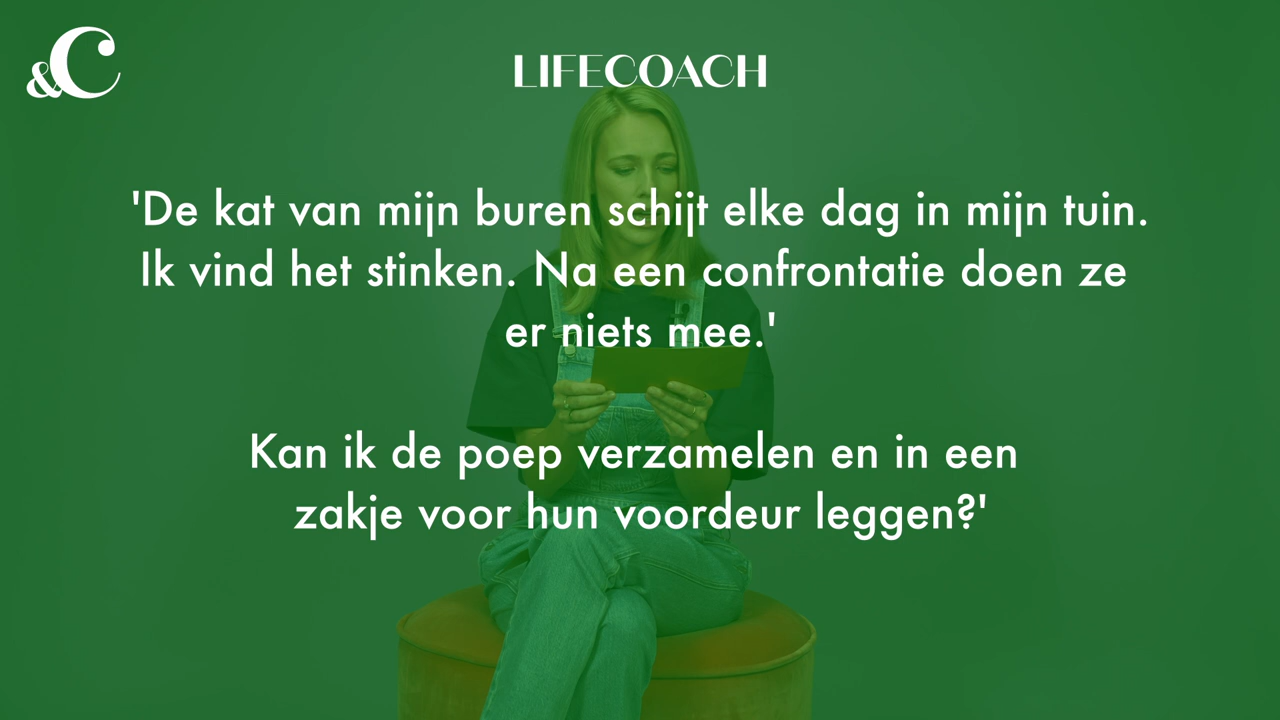 &C
LIFECOACH
'De kat van mijn buren schijt elke dag in mijn tuin.
Ik vind het stinken. Na een confrontatie doen ze
er niets mee.'
Kan ik de poep verzamelen en in een
zakje voor hun voordeur leggen?'